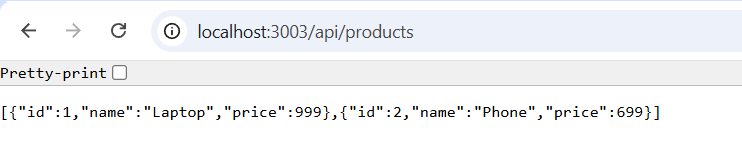 localhost:3003/api/products
Pretty-print
[{"id":1,"name":"Laptop","price":999},{"id":2,"name":"Phone","price":699}]